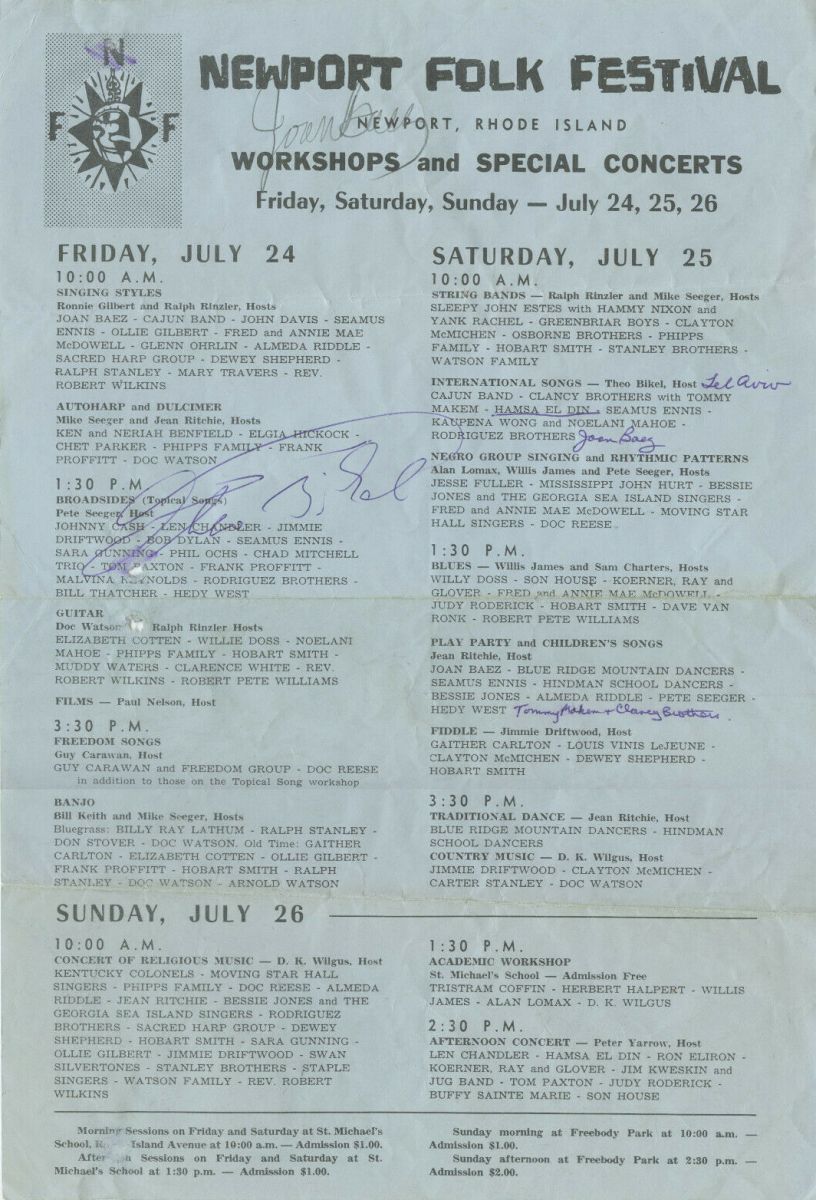 N
F F
NEWPORT FOLK FESTIVAL
Joan Baez
NEWPORT, RHODE ISLAND
WORKSHOPS and SPECIAL CONCERTS
Friday, Saturday, Sunday — July 24, 25, 26
FRIDAY, JULY 24
10:00 A.M.
SINGING STYLES
Ronnie Gilbert and Ralph Rinzler, Hosts
JOAN BAEZ - CAJUN BAND - JOHN DAVIS - SEAMUS
ENNIS - OLLIE GILBERT - FRED and ANNIE MAE
McDOWELL - GLENN OHRLIN - ALMEDA RIDDLE -
SACRED HARP GROUP - DEWEY SHEPHERD -
RALPH STANLEY - MARY TRAVERS - REV.
ROBERT WILKINS
AUTOHARP and DULCIMER
Mike Seeger and Jean Ritchie, Hosts
KEN and NERIAH BENFIELD - ELGIA HICKOCK -
CHET PARKER - PHIPPS FAMILY - FRANK
PROFFITT - DOC WATSON
1:30 P.M
BROADSIDES (Topical Songs)
Pete Seeger, Host
JOHNNY CASH - LEN CHANDLER - JIMMIE
DRIFTWOOD - BOB DYLAN - SEAMUS ENNIS -
SARA GUNNING - PHIL OCHS - CHAD MITCHELL
TRIO - TOM PAXTON - FRANK PROFFITT -
MALVINA REYNOLDS - RODRIGUEZ BROTHERS -
BILL THATCHER - HEDY WEST
GUITAR
Doc Watson Ralph Rinzler Hosts
ELIZABETH COTTEN - WILLIE DOSS - NOELANI
MAHOE - PHIPPS FAMILY - HOBART SMITH -
MUDDY WATERS - CLARENCE WHITE - REV.
ROBERT WILKINS - ROBERT PETE WILLIAMS
FILMS — Paul Nelson, Host
3:30 P.M.
FREEDOM SONGS
Guy Carawan, Host
GUY CARAWAN and FREEDOM GROUP - DOC REESE
in addition to those on the Topical Song workshop
BANJO
Bill Keith and Mike Seeger, Hosts
Bluegrass: BILLY RAY LATHUM - RALPH STANLEY -
DON STOVER - DOC WATSON. Old Time: GAITHER
CARLTON - ELIZABETH COTTEN - OLLIE GILBERT -
FRANK PROFFITT - HOBART SMITH - RALPH
STANLEY - DOC WATSON - ARNOLD WATSON
SATURDAY, JULY 25
10:00 A.M.
STRING BANDS — Ralph Rinzler and Mike Seeger, Hosts
SLEEPY JOHN ESTES with HAMMY NIXON and
YANK RACHEL - GREENBRIAR BOYS - CLAYTON
McMICHEN - OSBORNE BROTHERS - PHIPPS
FAMILY - HOBART SMITH - STANLEY BROTHERS -
WATSON FAMILY
INTERNATIONAL SONGS — Theo Bikel, Host Tel Aviv
CAJUN BAND - CLANCY BROTHERS with TOMMY
MAKEM - HAMSA EL DIN - SEAMUS ENNIS -
KAUPENA WONG and NOELANI MAHOE -
RODRIGUEZ BROTHERS Joan Baez
NEGRO GROUP SINGING and RHYTHMIC PATTERNS
Alan Lomax, Willis James and Pete Seeger, Hosts
JESSE FULLER - MISSISSIPPI JOHN HURT - BESSIE
JONES and THE GEORGIA SEA ISLAND SINGERS -
FRED and ANNIE MAE McDOWELL - MOVING STAR
HALL SINGERS - DOC REESE
1:30 P.M.
BLUES — Willis James and Sam Charters, Hosts
WILLY DOSS - SON HOUSE - KOERNER, RAY and
GLOVER - FRED and ANNIE MAE McDOWELL -
JUDY RODERICK - HOBART SMITH - DAVE VAN
RONK - ROBERT PETE WILLIAMS
PLAY PARTY and CHILDREN'S SONGS
Jean Ritchie, Host
JOAN BAEZ - BLUE RIDGE MOUNTAIN DANCERS -
SEAMUS ENNIS - HINDMAN SCHOOL DANCERS -
BESSIE JONES - ALMEDA RIDDLE - PETE SEEGER -
HEDY WEST Tommy Makem + Clancy Brothers.
FIDDLE — Jimmie Driftwood, Host
GAITHER CARLTON - LOUIS VINIS LeJEUNE -
CLAYTON McMICHEN - DEWEY SHEPHERD -
HOBART SMITH
3:30 P.M.
TRADITIONAL DANCE — Jean Ritchie, Host
BLUE RIDGE MOUNTAIN DANCERS - HINDMAN
SCHOOL DANCERS
COUNTRY MUSIC — D. K. Wilgus, Host
JIMMIE DRIFTWOOD - CLAYTON McMICHEN -
CARTER STANLEY - DOC WATSON
SUNDAY, JULY 26
10:00 A.M.
CONCERT OF RELIGIOUS MUSIC — D. K. Wilgus, Host
KENTUCKY COLONELS - MOVING STAR HALL
SINGERS - PHIPPS FAMILY - DOC REESE - ALMEDA
RIDDLE - JEAN RITCHIE - BESSIE JONES and THE
GEORGIA SEA ISLAND SINGERS - RODRIGUEZ
BROTHERS - SACRED HARP GROUP - DEWEY
SHEPHERD - HOBART SMITH - SARA GUNNING -
OLLIE GILBERT - JIMMIE DRIFTWOOD - SWAN
SILVERTONES - STANLEY BROTHERS - STAPLE
SINGERS - WATSON FAMILY - REV. ROBERT
WILKINS
1:30 P.M.
ACADEMIC WORKSHOP
St. Michael's School — Admission Free
TRISTRAM COFFIN - HERBERT HALPERT - WILLIS
JAMES - ALAN LOMAX - D. K. WILGUS
2:30 P.M.
AFTERNOON CONCERT — Peter Yarrow, Host
LEN CHANDLER - HAMSA EL DIN - RON ELIRON -
KOERNER, RAY and GLOVER - JIM KWESKIN and
JUG BAND - TOM PAXTON - JUDY RODERICK -
BUFFY SAINTE MARIE - SON HOUSE
Morning Sessions on Friday and Saturday at St. Michael's
School, Island Avenue at 10:00 a.m. — Admission $1.00.
Sessions on Friday and Saturday at St.
Michael's School at 1:30 p.m. — Admission $1.00.
Sunday morning at Freebody Park at 10:00 a.m. —
Admission $1.00.
Sunday afternoon at Freebody Park at 2:30 p.m. —
Admission $2.00.